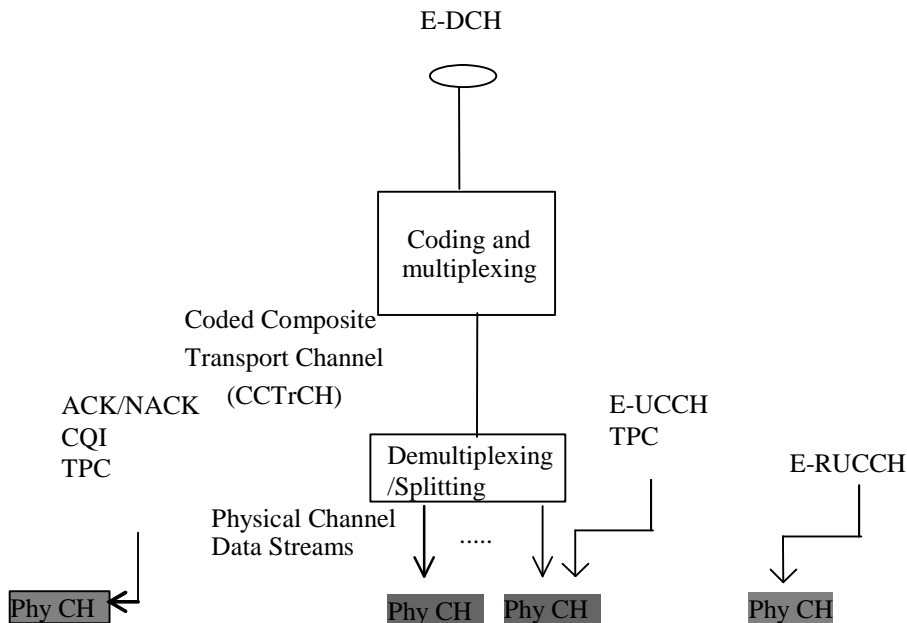 E-DCH
Coding and
multiplexing
Coded Composite
Transport Channel
(CCTrCH)
ACK/NACK
CQI
TPC
E-UCCH
TPC
E-RUCCH
Demultiplexing
/Splitting
Physical Channel
Data Streams
.....
Phy CH
Phy CH
Phy CH
Phy CH